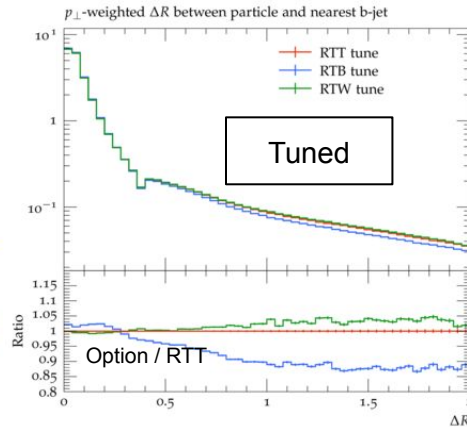 p⊥-weighted ΔR between particle and nearest b-jet
10^1
1
10^−1
RTT tune
RTB tune
RTW tune
Tuned
Ratio
1.15
1.1
1.05
1
0.95
0.9
0.85
0.8
Option / RTT
0
0.5
1
1.5
ΔR